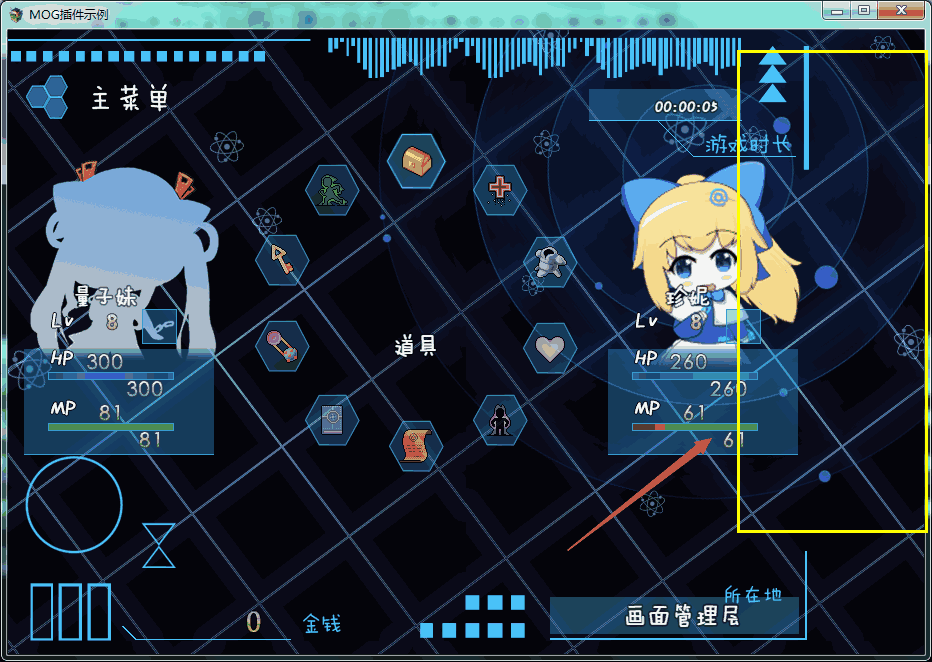 MOG插件示例
主菜单
00:00:05
游戏时长
量子妹
Lv 8
HP 300
300
MP 81
81
道具
珍妮
Lv 8
HP 260
260
MP 61
61
0 金钱
所在地
画面管理层